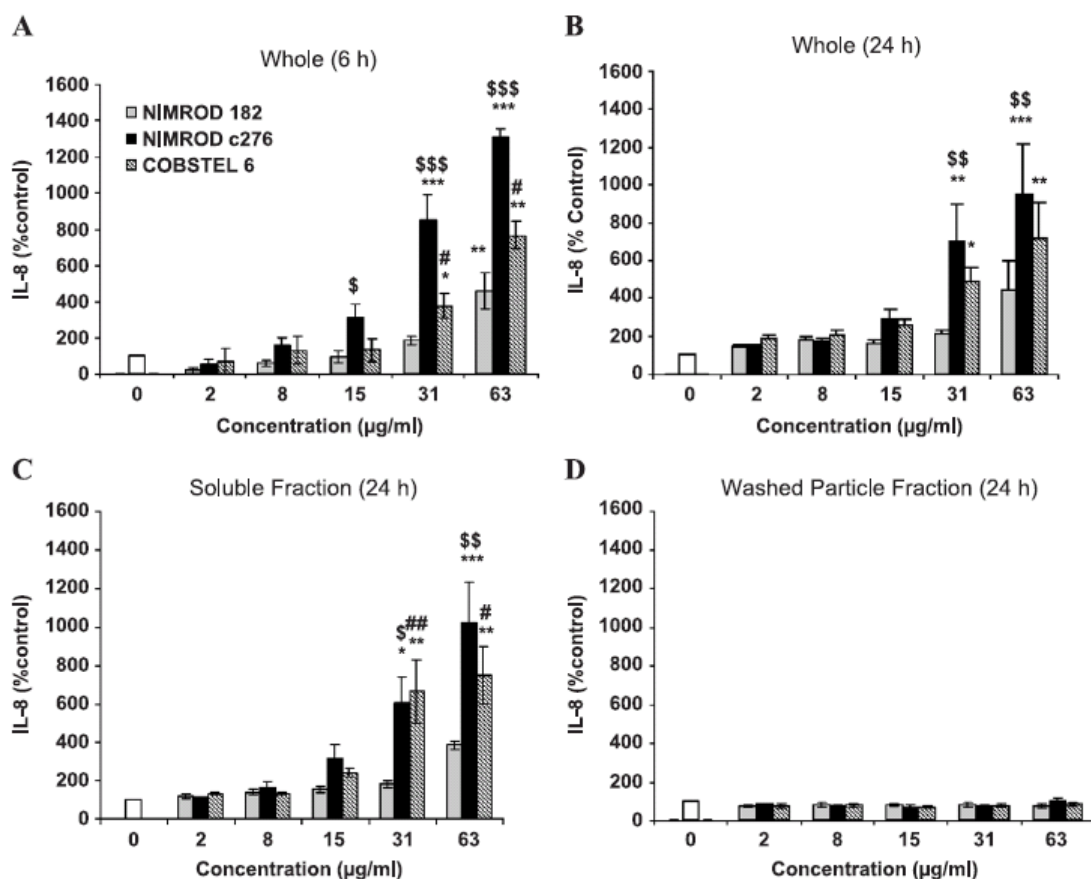 A
Whole (6 h)
IL-8 (%control)
1600
1400
1200
1000
800
600
400
200
0
NIMROD 182
NIMROD c276
COBSTEL 6
$
$$$
***
#
*
**
$$$
***
#
**
0 2 8 15 31 63
Concentration (µg/ml)
B
Whole (24 h)
IL-8 (% Control)
1600
1400
1200
1000
800
600
400
200
0
$$
**
*
$$
***
**
0 2 8 15 31 63
Concentration (µg/ml)
C
Soluble Fraction (24 h)
IL-8 (%control)
1600
1400
1200
1000
800
600
400
200
0
$
*
##
**
$$
***
#
**
0 2 8 15 31 63
Concentration (µg/ml)
D
Washed Particle Fraction (24 h)
IL-8 (%control)
1600
1400
1200
1000
800
600
400
200
0
0 2 8 15 31 63
Concentration (µg/ml)